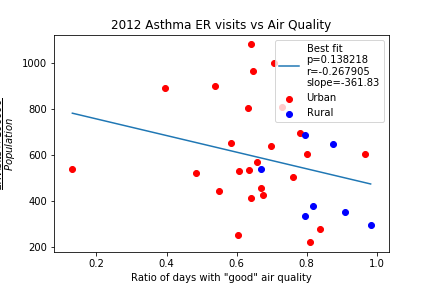 2012 Asthma ER visits vs Air Quality
Best fit
p=0.138218
r=-0.267905
slope=-361.83
Urban
Rural
1000
800
600
400
200
Population
0.2
0.4
0.6
0.8
1.0
Ratio of days with "good" air quality